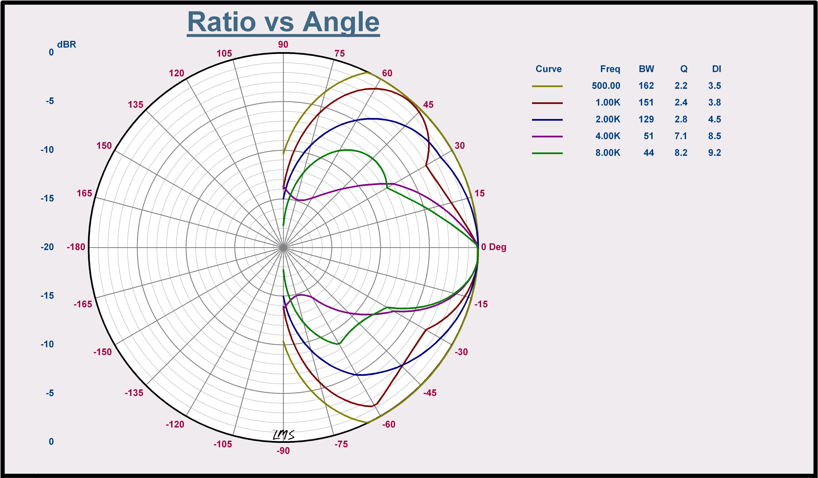 Ratio vs Angle
dBR
90
105 75
120 60
135 45
150 30
165 15
-180 0 Deg
-165 -15
-150 -30
-135 -45
-120 -60
-105 -75
-90
0
-5
-10
-15
-20
-15
-10
-5
0
LMS
Curve Freq BW Q DI
500.00 162 2.2 3.5
1.00K 151 2.4 3.8
2.00K 129 2.8 4.5
4.00K 51 7.1 8.5
8.00K 44 8.2 9.2